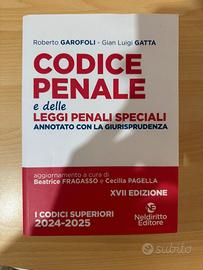 Roberto GAROFOLI - Gian Luigi GATTA
CODICE
PENALE
e delle
LEGGI PENALI SPECIALI
ANNOTATO CON LA GIURISPRUDENZA
aggiornamento a cura di
Beatrice FRAGASSO e Cecilia PAGELLA
XVII EDIZIONE
I CODICI SUPERIORI
2024-2025
Neldiritto
Editore
subito